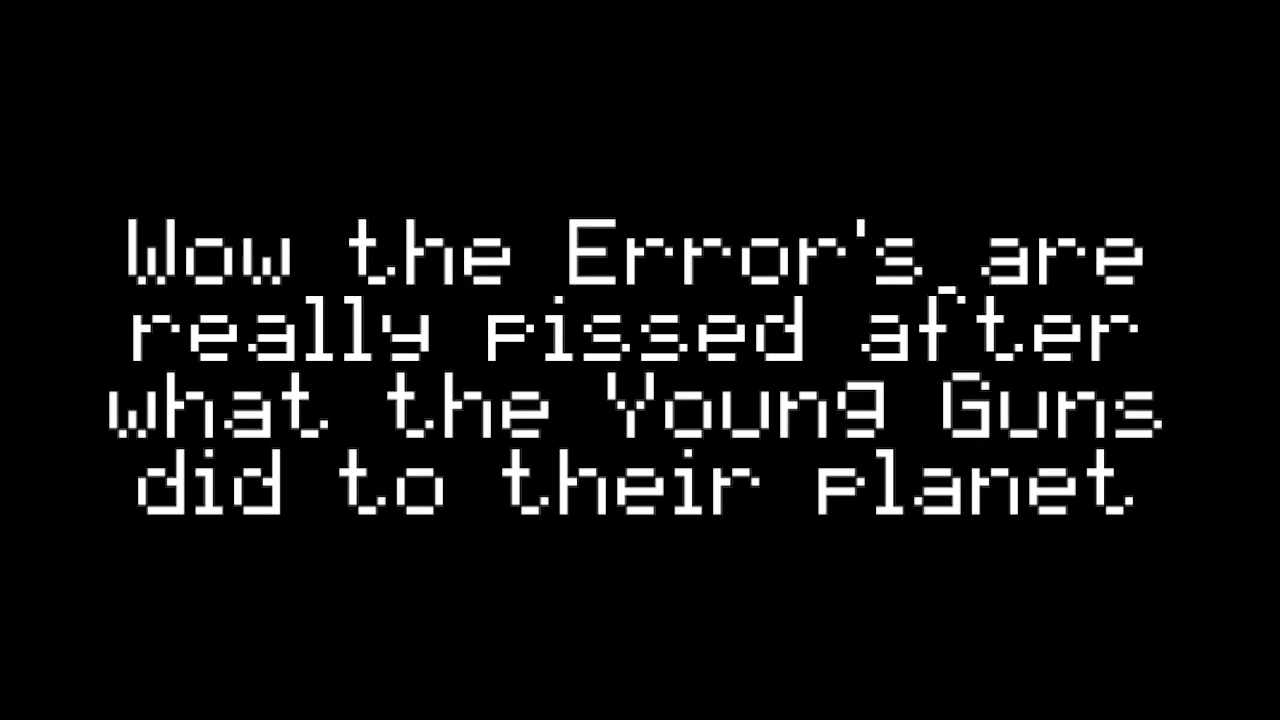 Wow the Error's are
really pissed after
what the Young Guns
did to their planet